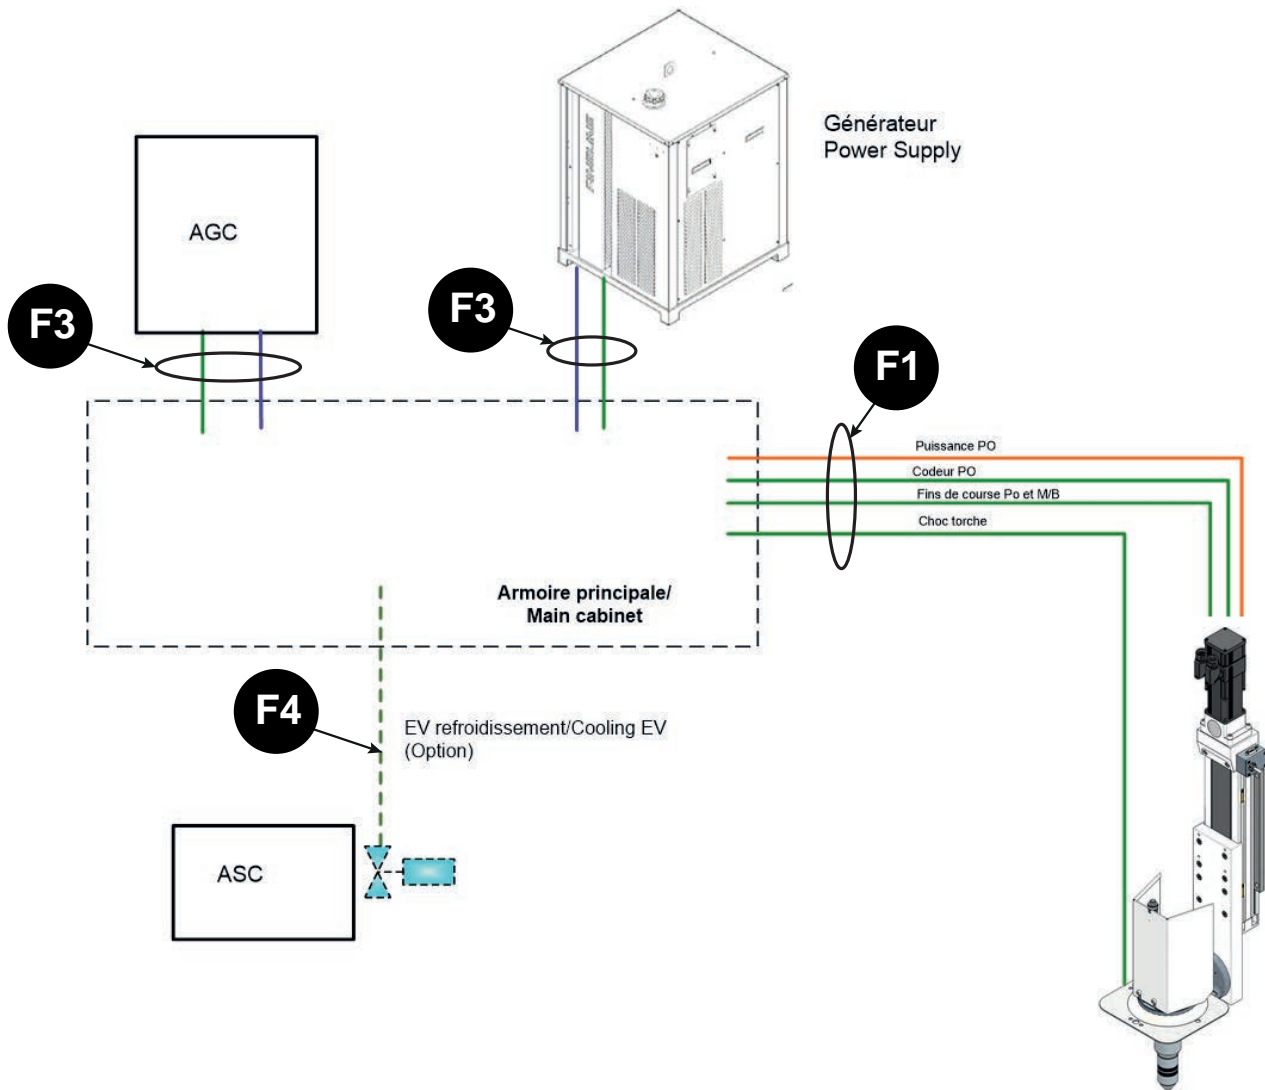 Générateur
Power Supply
FINELINE
AGC
F3
F3
F1
Puissance PO
Codeur PO
Fins de course Po et M/B
Choc torche
Armoire principale/
Main cabinet
F4
EV refroidissement/Cooling EV
(Option)
ASC